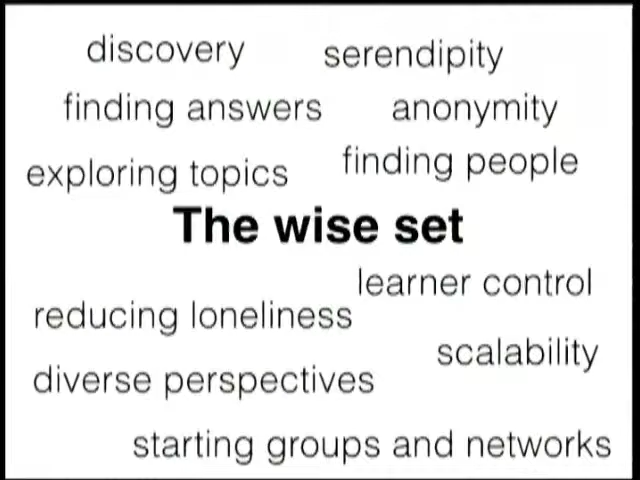 discovery
serendipity
finding answers
anonymity
exploring topics
finding people
The wise set
learner control
reducing loneliness
scalability
diverse perspectives
starting groups and networks